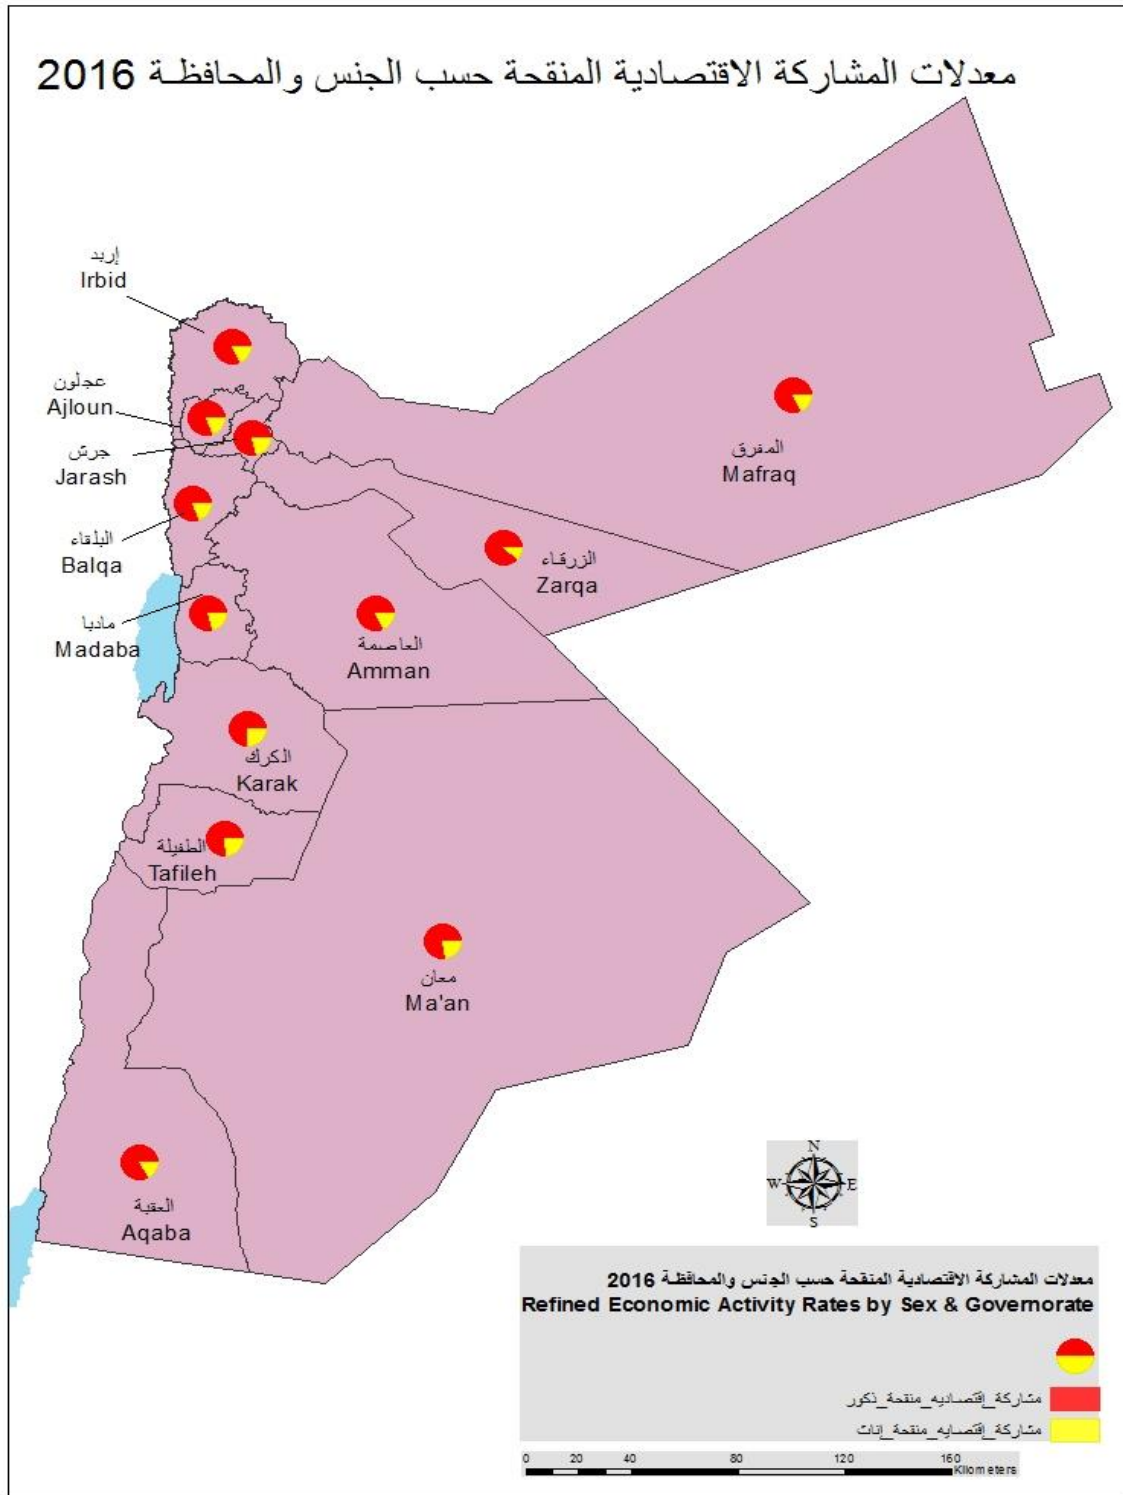 معدلات المشاركة الاقتصادية المنقحة حسب الجنس والمحافظة 2016
إربد
Irbid
عجلون
Ajloun
جرش
Jarash
البلقاء
Balqa
مادبا
Madaba
المفرق
Mafraq
الزرقاء
Zarqa
العاصمة
Amman
الكرك
Karak
الطفيلة
Tafileh
معان
Ma'an
العقبة
Aqaba
N
W E
S
معدلات المشاركة الاقتصادية المنقحة حسب الجنس والمحافظة 2016
Refined Economic Activity Rates by Sex & Governorate
مشاركة_إقتصاديه_منقحة_ذكور
مشاركة_إقتصايه_منقحة_إناث
0 20 40 80 120 160
Kilometers